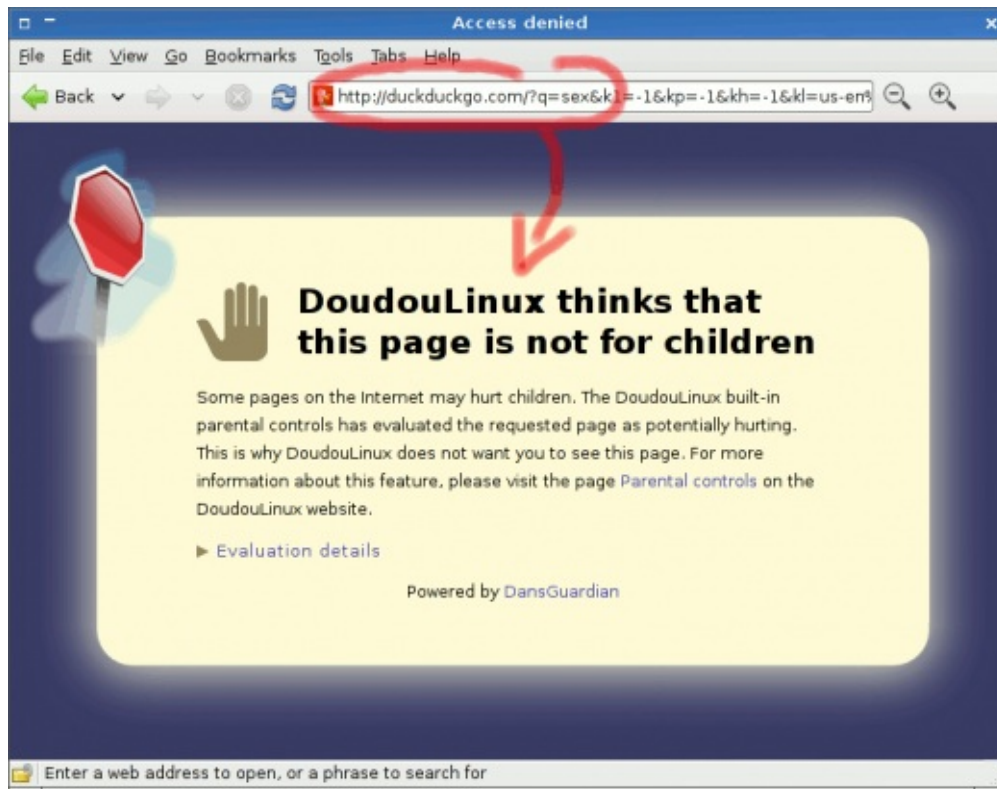 Access denied
File Edit View Go Bookmarks Tools Tabs Help
Back http://duckduckgo.com/?q=sex&k1=-1&kp=-1&kh=-1&kl=us-en%
DoudouLinux thinks that
this page is not for children
Some pages on the Internet may hurt children. The DoudouLinux built-in
parental controls has evaluated the requested page as potentially hurting.
This is why DoudouLinux does not want you to see this page. For more
information about this feature, please visit the page Parental controls on the
DoudouLinux website.
Evaluation details
Powered by DansGuardian
Enter a web address to open, or a phrase to search for